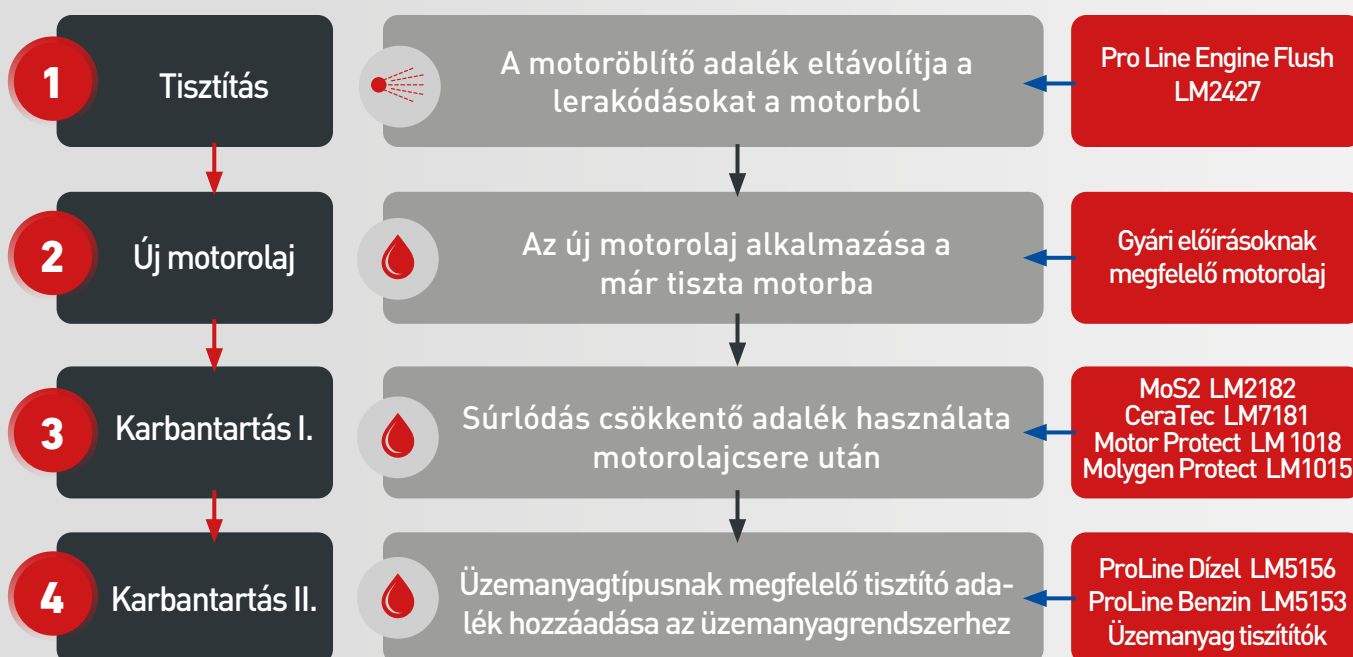 1
Tisztítás
A motoröblítő adalék eltávolítja a
lerakódásokat a motorból
Pro Line Engine Flush
LM2427
2
Új motorolaj
Az új motorolaj alkalmazása a
már tiszta motorba
Gyári előírásoknak
megfelelő motorolaj
3
Karbantartás I.
Súrlódás csökkentő adalék használata
motorolajcsere után
MoS2 LM2182
CeraTec LM7181
Motor Protect LM 1018
Molygen Protect LM1015
4
Karbantartás II.
Üzemanyagtípusnak megfelelő tisztító ada-
lék hozzáadása az üzemanyagrendszerhez
ProLine Dízel LM5156
ProLine Benzin LM5153
Üzemanyag tiszítítók